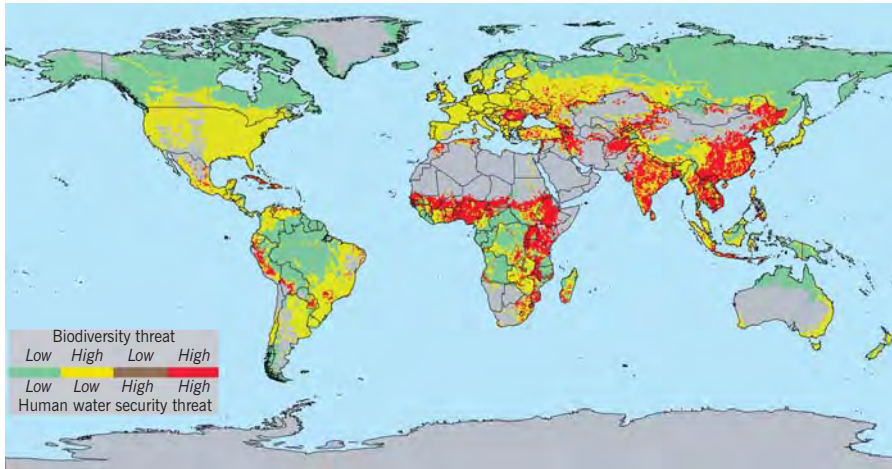 Biodiversity threat
Low High Low High
Low Low High High
Human water security threat